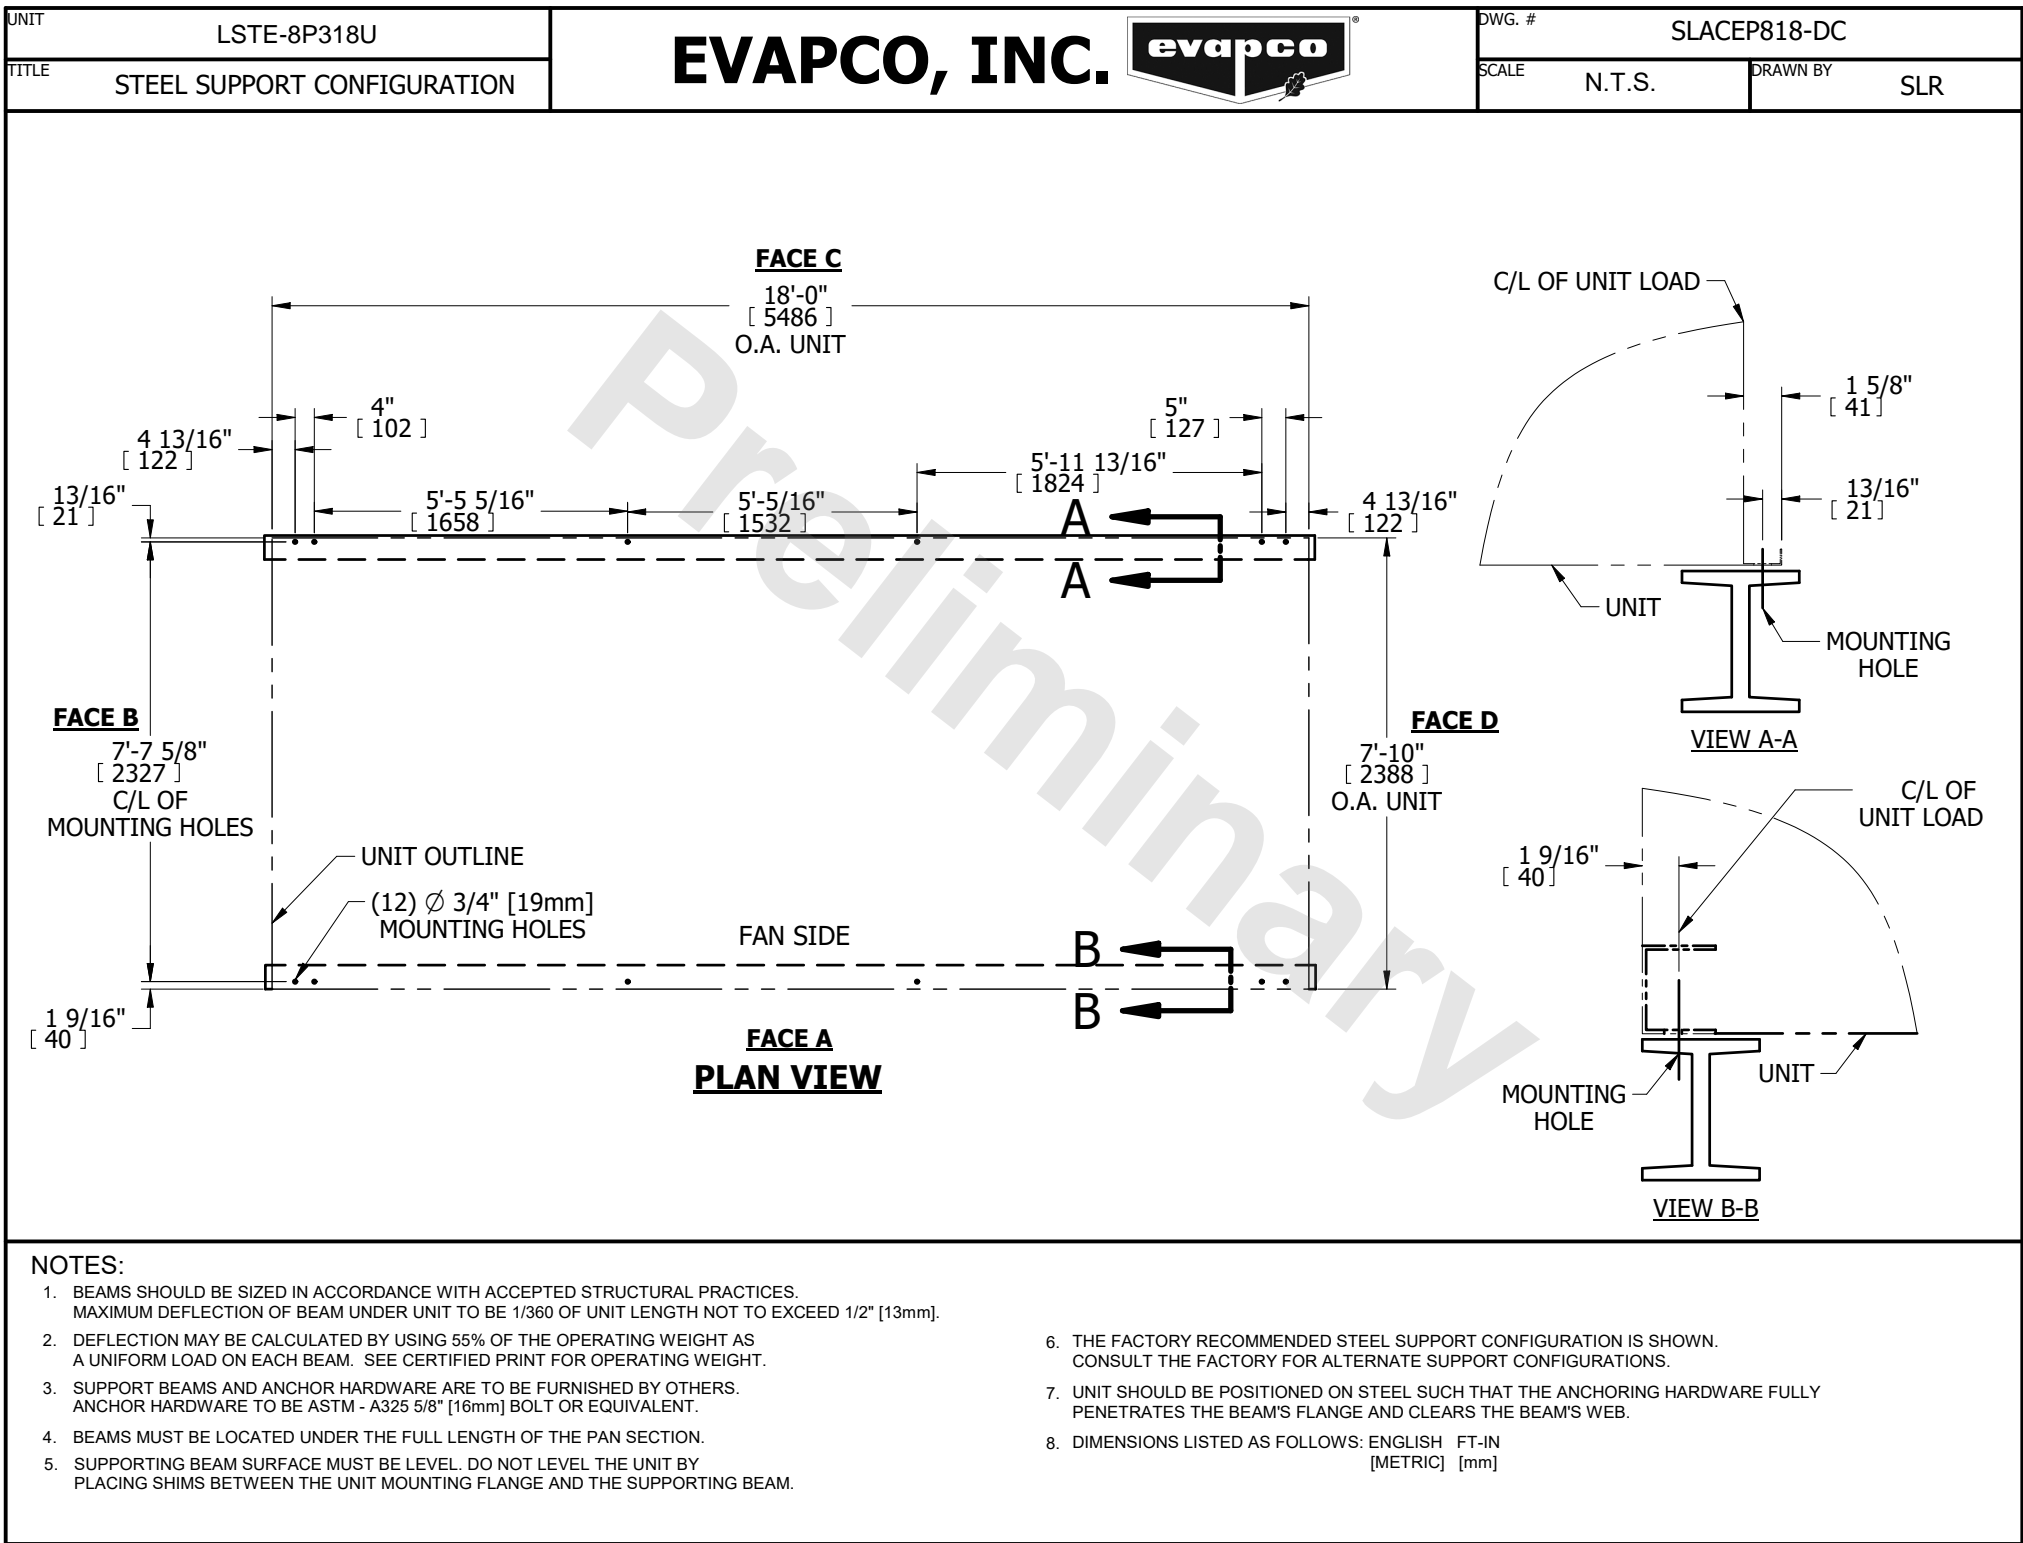 UNIT
LSTE-8P318U
TITLE
STEEL SUPPORT CONFIGURATION
EVAPCO, INC.
evapco
®
DWG. #
SLACEP818-DC
SCALE
N.T.S.
DRAWN BY
SLR
FACE C
18'-0"
[ 5486 ]
O.A. UNIT
4"
[ 102 ]
5"
[ 127 ]
4 13/16"
[ 122 ]
13/16"
[ 21 ]
5'-5 5/16"
[ 1658 ]
5'-5/16"
[ 1532 ]
5'-11 13/16"
[ 1824 ]
4 13/16"
[ 122 ]
A
A
FACE B
7'-7 5/8"
[ 2327 ]
C/L OF
MOUNTING HOLES
FACE D
7'-10"
[ 2388 ]
O.A. UNIT
UNIT OUTLINE
(12) ∅ 3/4" [19mm]
MOUNTING HOLES
FAN SIDE
B
B
1 9/16"
[ 40 ]
FACE A
PLAN VIEW
Preliminary
C/L OF UNIT LOAD
1 5/8"
[ 41 ]
13/16"
[ 21 ]
UNIT
MOUNTING
HOLE
VIEW A-A
C/L OF
UNIT LOAD
1 9/16"
[ 40 ]
UNIT
MOUNTING
HOLE
VIEW B-B
NOTES:
1. BEAMS SHOULD BE SIZED IN ACCORDANCE WITH ACCEPTED STRUCTURAL PRACTICES.
MAXIMUM DEFLECTION OF BEAM UNDER UNIT TO BE 1/360 OF UNIT LENGTH NOT TO EXCEED 1/2" [13mm].
2. DEFLECTION MAY BE CALCULATED BY USING 55% OF THE OPERATING WEIGHT AS
A UNIFORM LOAD ON EACH BEAM. SEE CERTIFIED PRINT FOR OPERATING WEIGHT.
3. SUPPORT BEAMS AND ANCHOR HARDWARE ARE TO BE FURNISHED BY OTHERS.
ANCHOR HARDWARE TO BE ASTM - A325 5/8" [16mm] BOLT OR EQUIVALENT.
4. BEAMS MUST BE LOCATED UNDER THE FULL LENGTH OF THE PAN SECTION.
5. SUPPORTING BEAM SURFACE MUST BE LEVEL. DO NOT LEVEL THE UNIT BY
PLACING SHIMS BETWEEN THE UNIT MOUNTING FLANGE AND THE SUPPORTING BEAM.
6. THE FACTORY RECOMMENDED STEEL SUPPORT CONFIGURATION IS SHOWN.
CONSULT THE FACTORY FOR ALTERNATE SUPPORT CONFIGURATIONS.
7. UNIT SHOULD BE POSITIONED ON STEEL SUCH THAT THE ANCHORING HARDWARE FULLY
PENETRATES THE BEAM'S FLANGE AND CLEARS THE BEAM'S WEB.
8. DIMENSIONS LISTED AS FOLLOWS: ENGLISH FT-IN
[METRIC] [mm]